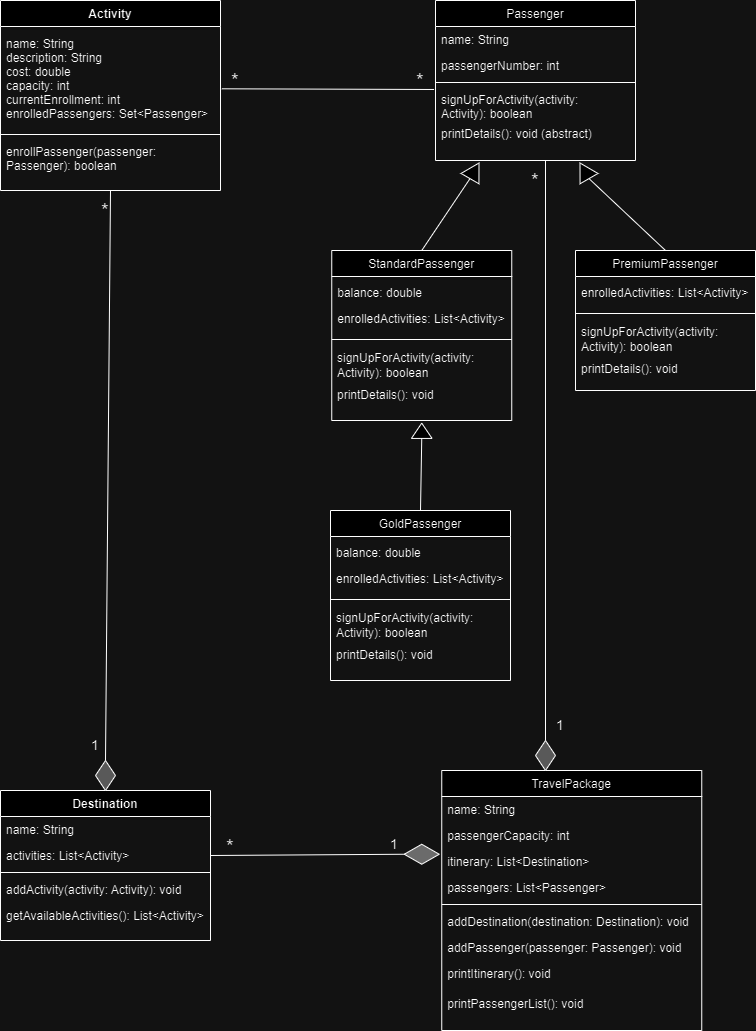 Activity
name: String
description: String
cost: double
capacity: int
currentEnrollment: int
enrolledPassengers: Set<Passenger>
enrollPassenger(passenger:
Passenger): boolean
*
*
Passenger
name: String
passengerNumber: int
signUpForActivity(activity:
Activity): boolean
printDetails(): void (abstract)
*
*
StandardPassenger
balance: double
enrolledActivities: List<Activity>
signUpForActivity(activity:
Activity): boolean
printDetails(): void
PremiumPassenger
enrolledActivities: List<Activity>
signUpForActivity(activity:
Activity): boolean
printDetails(): void
GoldPassenger
balance: double
enrolledActivities: List<Activity>
signUpForActivity(activity:
Activity): boolean
printDetails(): void
1
1
Destination
name: String
activities: List<Activity>
addActivity(activity: Activity): void
getAvailableActivities(): List<Activity>
*
1
TravelPackage
name: String
passengerCapacity: int
itinerary: List<Destination>
passengers: List<Passenger>
addDestination(destination: Destination): void
addPassenger(passenger: Passenger): void
printItinerary(): void
printPassengerList(): void